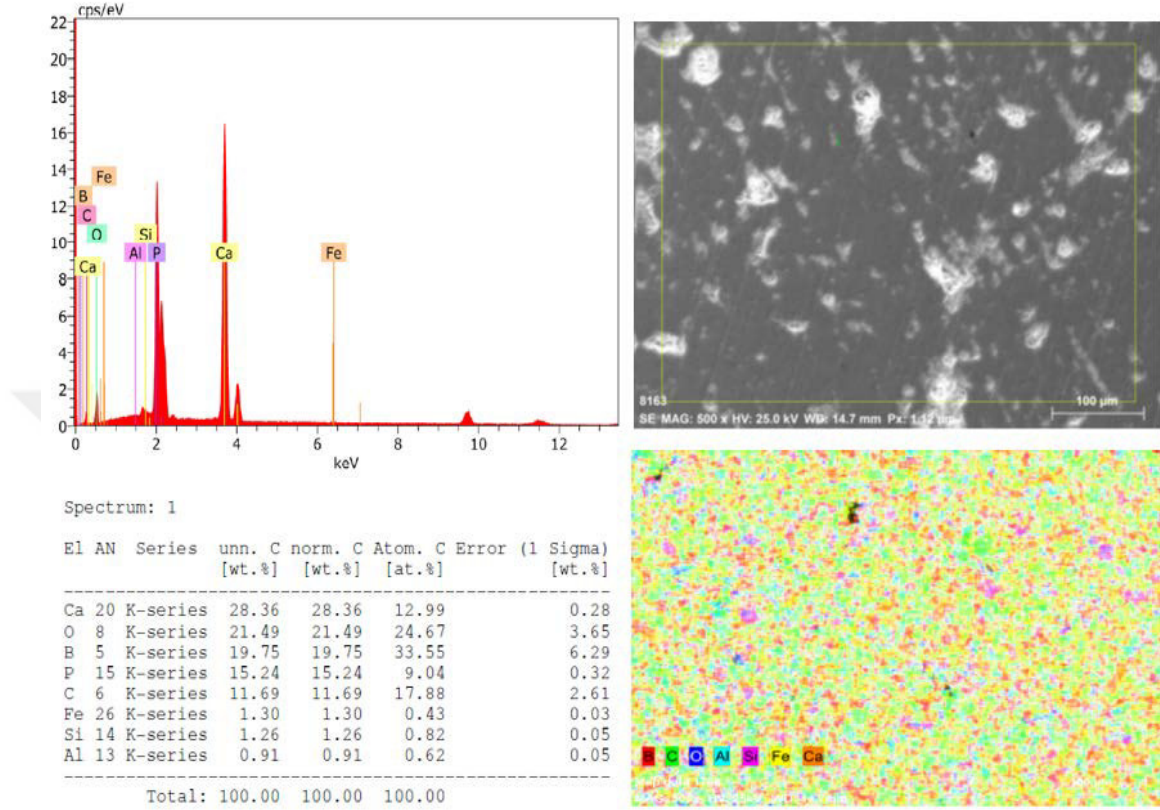 cps/eV
22
20
18
16
14
12
10
8
6
4
2
0
Fe
B
C
O
Si
Al
P
Ca
Ca
Fe
0 2 4 6 8 10 12
keV
8163
100 µm
SE MAG: 500 x HV: 25.0 kV WD: 14.7 mm Px: 1.12 µm
Spectrum: 1
El AN Series unn. C norm. C Atom. C Error (1 Sigma)
[wt.%] [wt.%] [at.%] [wt.%]
Ca 20 K-series 28.36 28.36 12.99 0.28
O 8 K-series 21.49 21.49 24.67 3.65
B 5 K-series 19.75 19.75 33.55 6.29
P 15 K-series 15.24 15.24 9.04 0.32
C 6 K-series 11.69 11.69 17.88 2.61
Fe 26 K-series 1.30 1.30 0.43 0.03
Si 14 K-series 1.26 1.26 0.82 0.05
Al 13 K-series 0.91 0.91 0.62 0.05
Total: 100.00 100.00 100.00
B C O Al Si Fe Ca